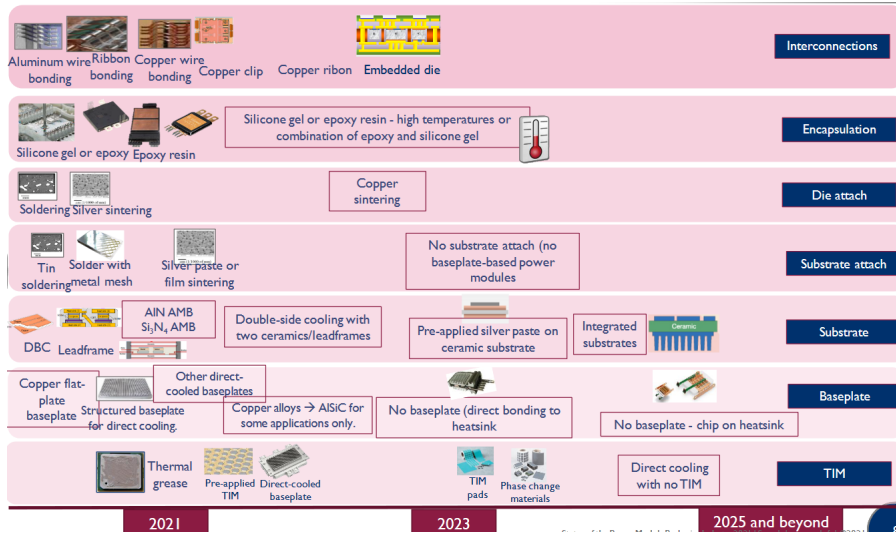 Aluminum wire
bonding
Ribbon
bonding
Copper wire
bonding
Copper clip
Copper ribon
Embedded die
Interconnections
Silicone gel or epoxy
Epoxy resin
Silicone gel or epoxy resin - high temperatures or
combination of epoxy and silicone gel
Encapsulation
Soldering
Silver sintering
Copper
sintering
Die attach
Tin
soldering
Solder with
metal mesh
Silver paste or
film sintering
No substrate attach (no
baseplate-based power
modules
Substrate attach
DBC
Leadframe
AlN AMB
Si₃N₄ AMB
Double-side cooling with
two ceramics/leadframes
Pre-applied silver paste on
ceramic substrate
Integrated
substrates
Ceramic
Substrate
Copper flat-
plate
baseplate
Structured baseplate
for direct cooling.
Other direct-
cooled baseplates
Copper alloys → AlSiC for
some applications only.
No baseplate (direct bonding to
heatsink
No baseplate - chip on heatsink
Baseplate
Thermal
grease
Pre-applied
TIM
Direct-cooled
baseplate
TIM
pads
Phase change
materials
Direct cooling
with no TIM
TIM
2021
2023
2025 and beyond